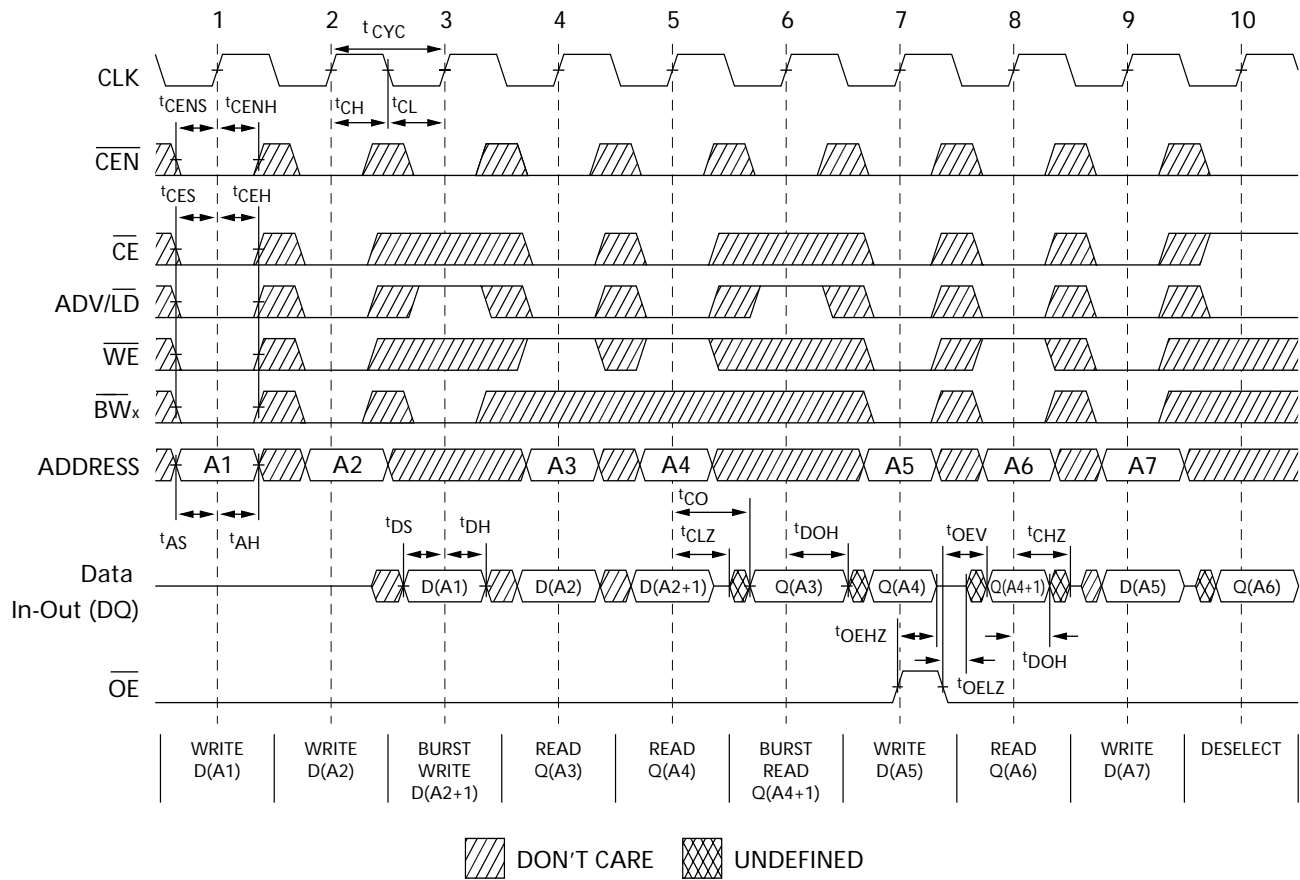 1 2 3 4 5 6 7 8 9 10
tCYC
CLK
tCENS tCENH tCH tCL
CEN
tCES tCEH
CE
ADV/LD
WE
BWx
ADDRESS A1 A2 A3 A4 A5 A6 A7
tAS tAH tDS tDH tCO tCLZ tDOH tOEV tCHZ
Data
In-Out (DQ)
D(A1) D(A2) D(A2+1) Q(A3) Q(A4) Q(A4+1) D(A5) Q(A6)
tOEHZ tDOH
tOELZ
OE
WRITE
D(A1)
WRITE
D(A2)
BURST
WRITE
D(A2+1)
READ
Q(A3)
READ
Q(A4)
BURST
READ
Q(A4+1)
WRITE
D(A5)
READ
Q(A6)
WRITE
D(A7)
DESELECT
DON'T CARE UNDEFINED